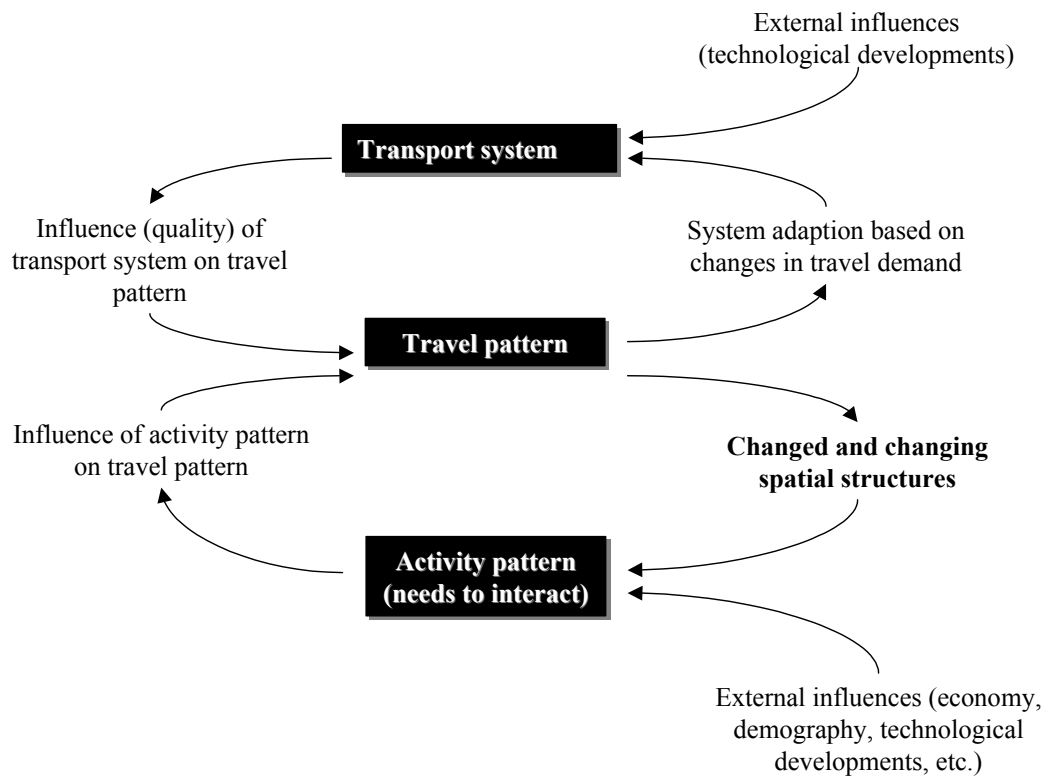 External influences
(technological developments)
Transport system
Influence (quality) of
transport system on travel
pattern
System adaption based on
changes in travel demand
Travel pattern
Influence of activity pattern
on travel pattern
Changed and changing
spatial structures
Activity pattern
(needs to interact)
External influences (economy,
demography, technological
developments, etc.)